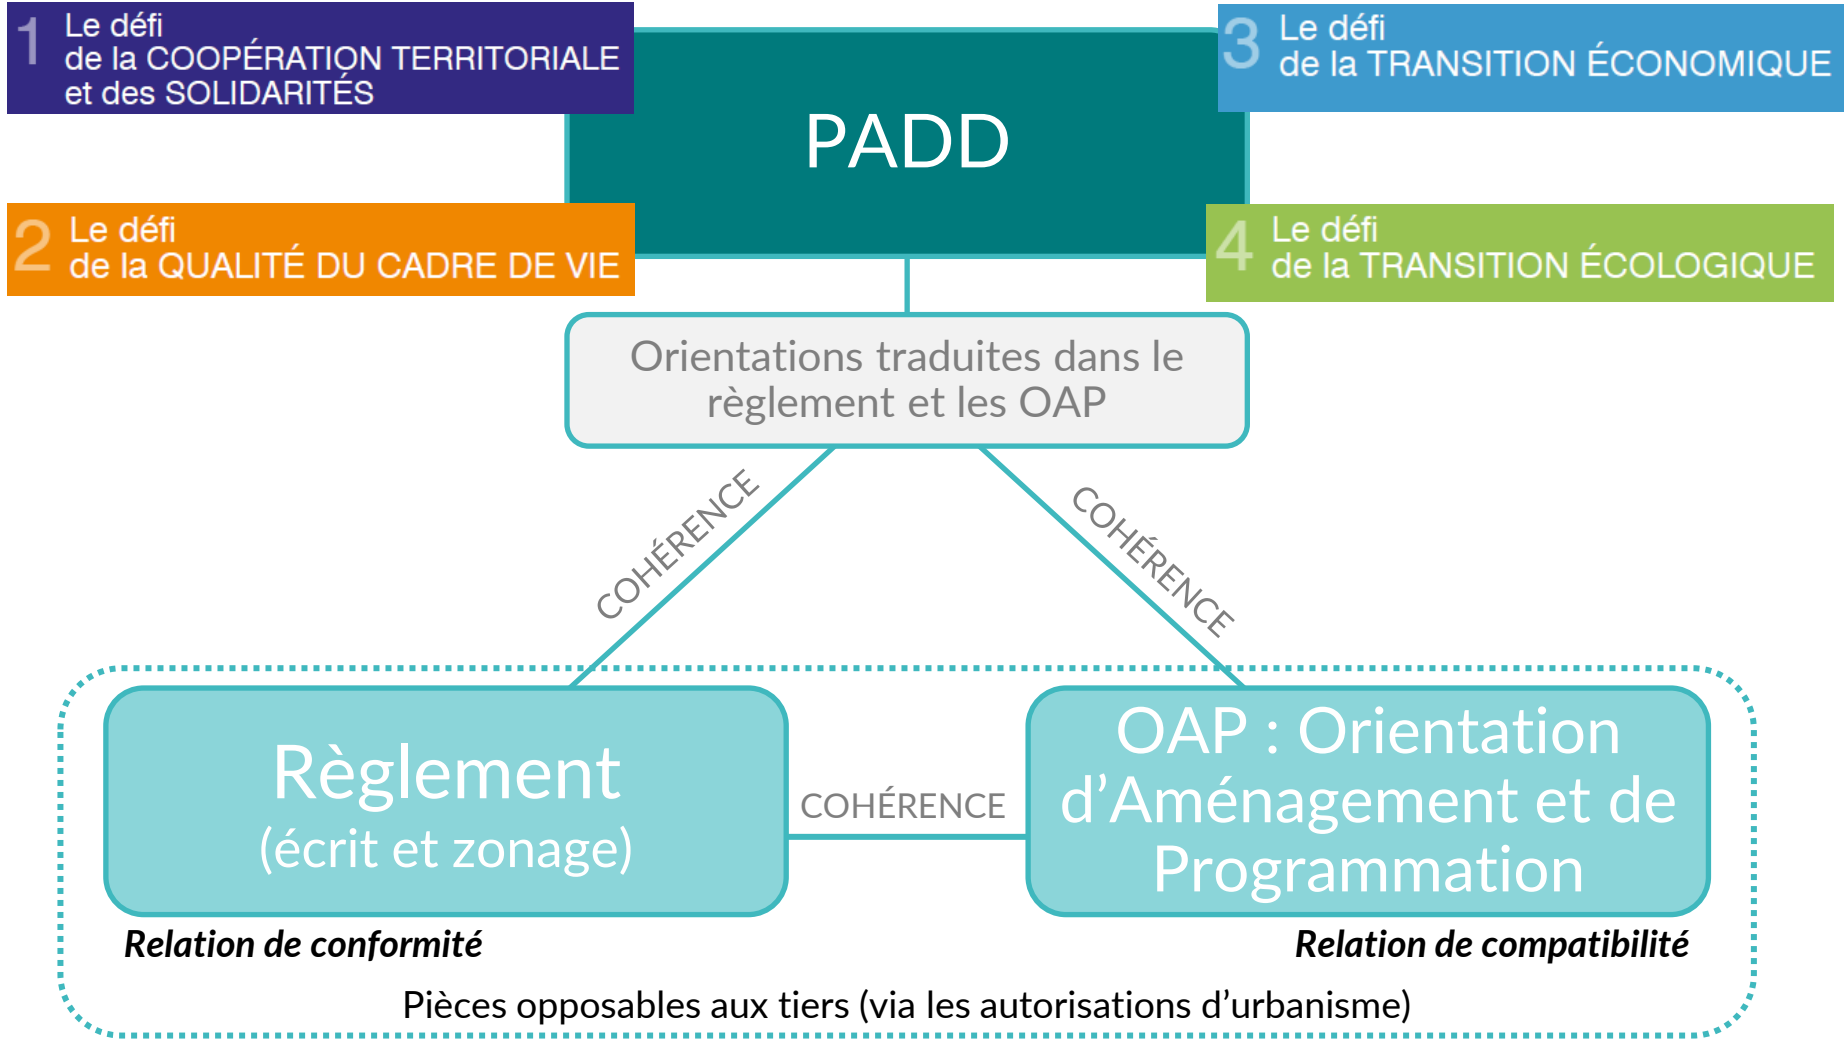 1 Le défi
de la COOPÉRATION TERRITORIALE
et des SOLIDARITÉS
3 Le défi
de la TRANSITION ÉCONOMIQUE
PADD
2 Le défi
de la QUALITÉ DU CADRE DE VIE
4 Le défi
de la TRANSITION ÉCOLOGIQUE
Orientations traduites dans le
règlement et les OAP
COHÉRENCE
COHÉRENCE
Règlement
(écrit et zonage)
COHÉRENCE
OAP : Orientation
d’Aménagement et de
Programmation
Relation de conformité
Relation de compatibilité
Pièces opposables aux tiers (via les autorisations d’urbanisme)